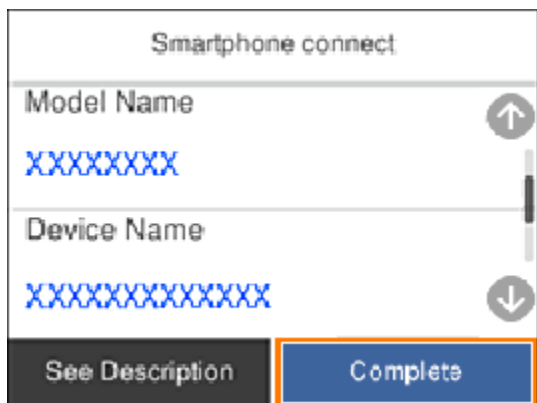 Smartphone connect
Model Name
XXXXXXXX
Device Name
XXXXXXXXXXXXX
See Description
Complete